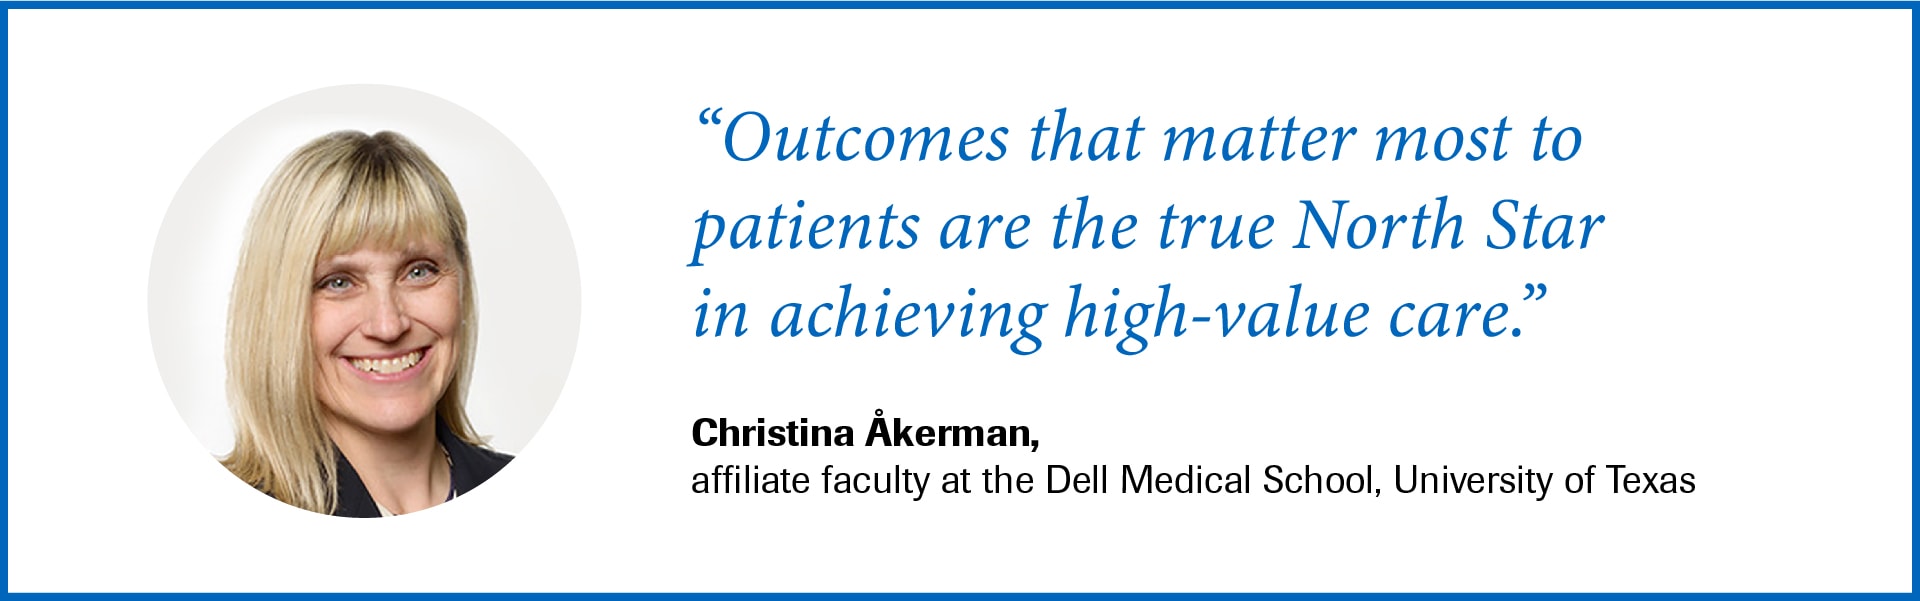 “Outcomes that matter most to
patients are the true North Star
in achieving high-value care.”
Christina Åkerman,
affiliate faculty at the Dell Medical School, University of Texas